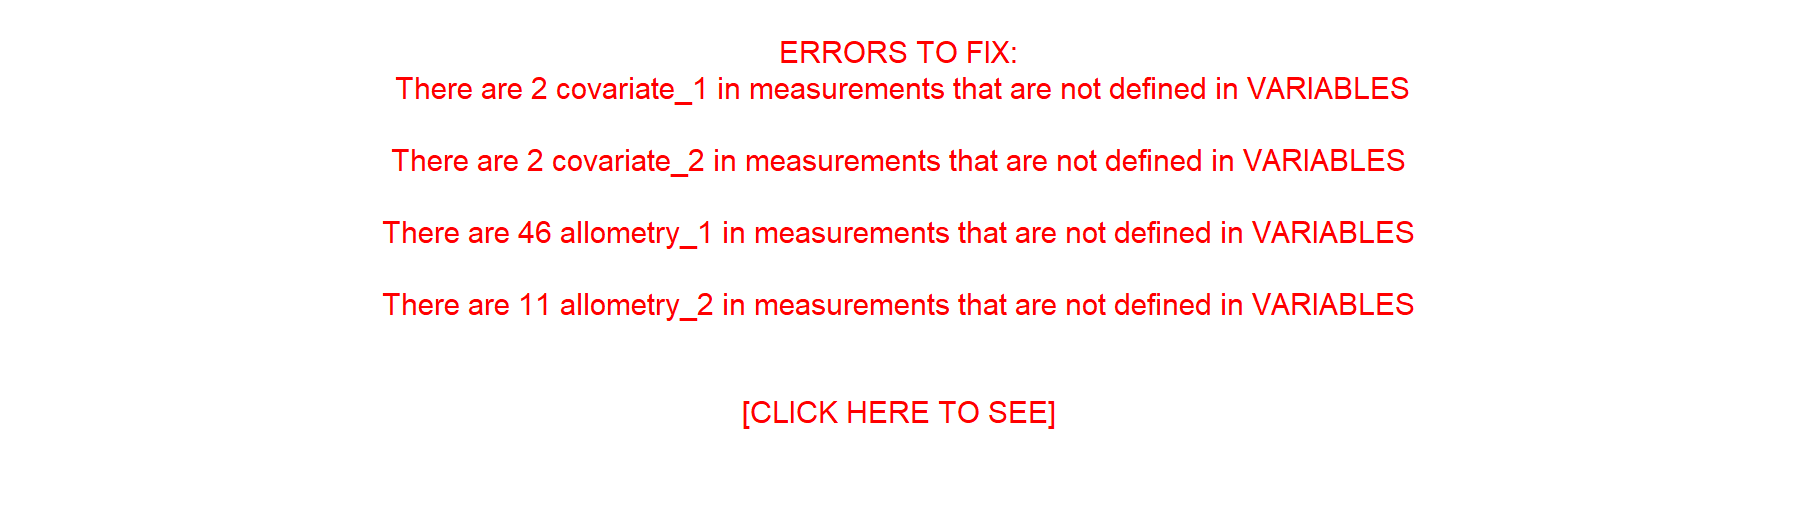 ERRORS TO FIX:
There are 2 covariate_1 in measurements that are not defined in VARIABLES
There are 2 covariate_2 in measurements that are not defined in VARIABLES
There are 46 allometry_1 in measurements that are not defined in VARIABLES
There are 11 allometry_2 in measurements that are not defined in VARIABLES
[CLICK HERE TO SEE]